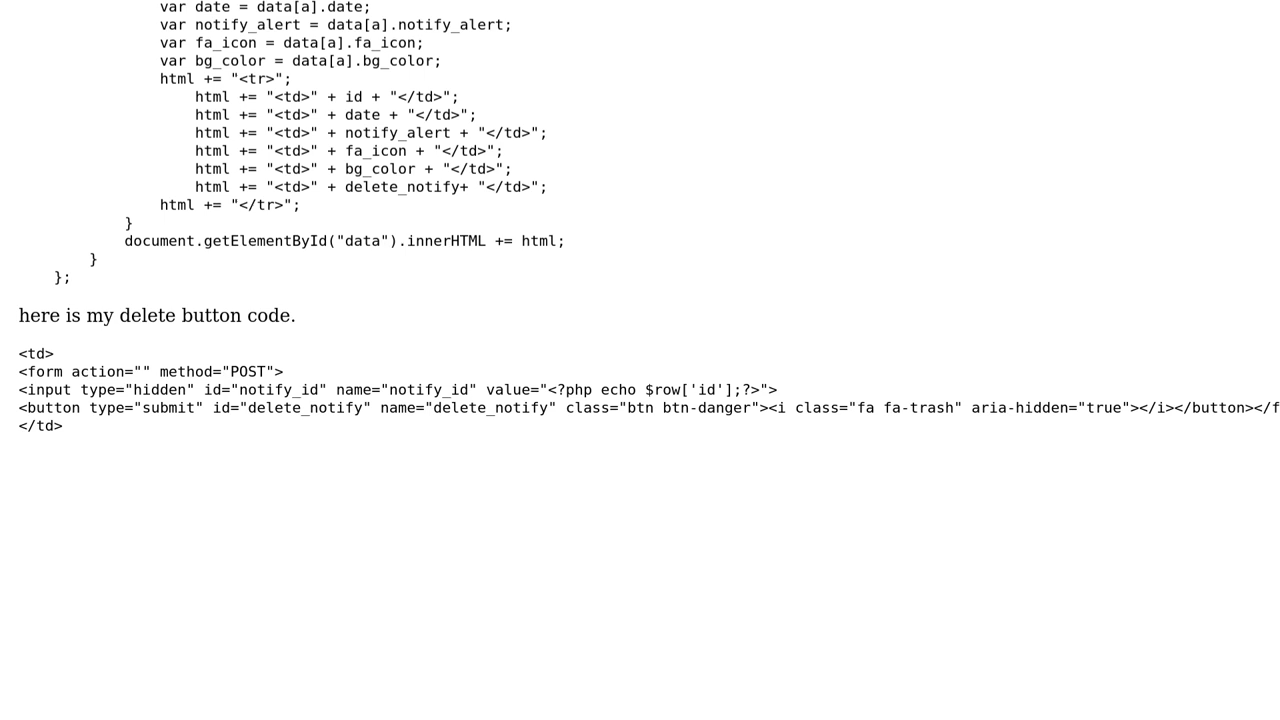 var date = data[a].date;
var notify_alert = data[a].notify_alert;
var fa_icon = data[a].fa_icon;
var bg_color = data[a].bg_color;
html += "<tr>";
html += "<td>" + id + "</td>";
html += "<td>" + date + "</td>";
html += "<td>" + notify_alert + "</td>";
html += "<td>" + fa_icon + "</td>";
html += "<td>" + bg_color + "</td>";
html += "<td>" + delete_notify+ "</td>";
html += "</tr>";
}
document.getElementById("data").innerHTML += html;
}
};
here is my delete button code.
<td>
<form action="" method="POST">
<input type="hidden" id="notify_id" name="notify_id" value="<?php echo $row['id'];?>">
<button type="submit" id="delete_notify" name="delete_notify" class="btn btn-danger"><i class="fa fa-trash" aria-hidden="true"></i></button></f
</td>